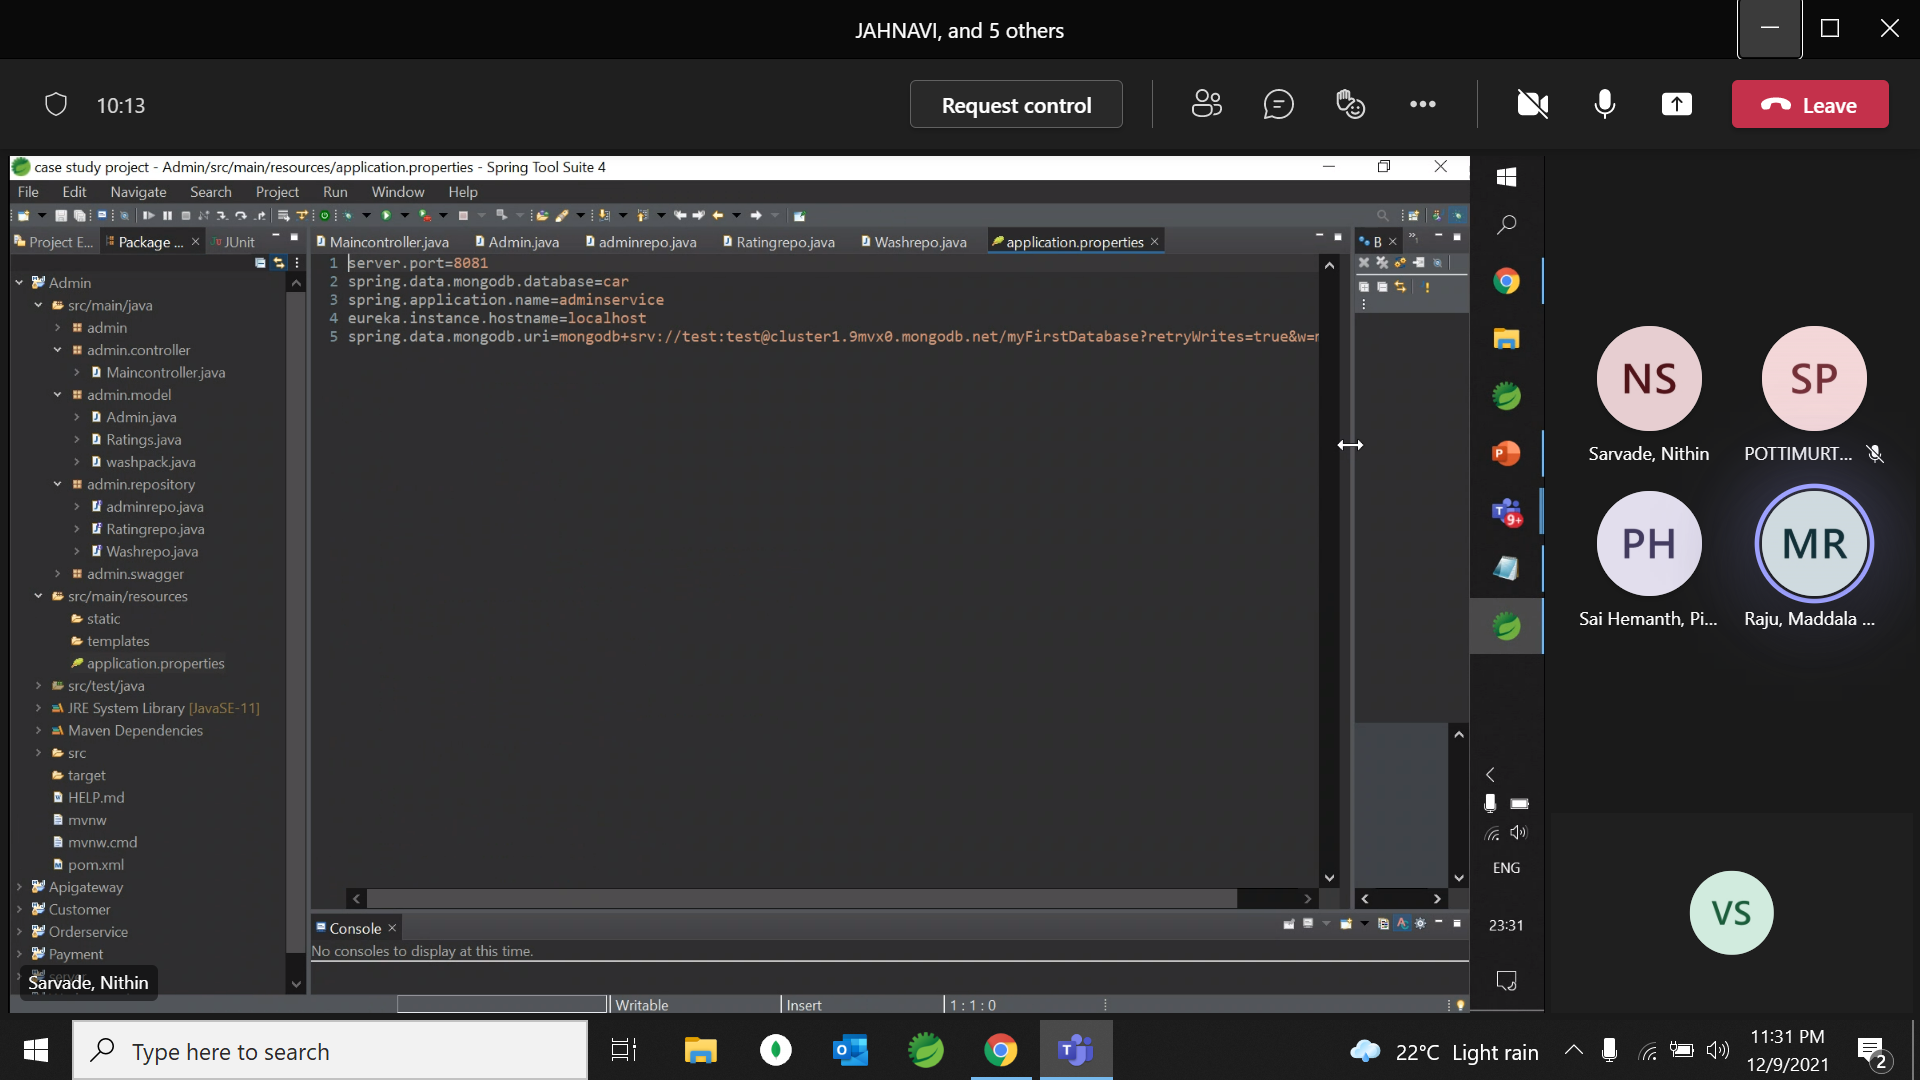 JAHNAVI, and 5 others
10:13
Request control
Leave
case study project - Admin/src/main/resources/application.properties - Spring Tool Suite 4
File Edit Navigate Search Project Run Window Help
Project E... Package ... JUnit
Maincontroller.java Admin.java adminrepo.java Ratingrepo.java Washrepo.java application.properties B
1 server.port=8081
2 spring.data.mongodb.database=car
3 spring.application.name=adminservice
4 eureka.instance.hostname=localhost
5 spring.data.mongodb.uri=mongodb+srv://test:test@cluster1.9mvx0.mongodb.net/myFirstDatabase?retryWrites=true&w=
Admin
src/main/java
admin
admin.controller
Maincontroller.java
admin.model
Admin.java
Ratings.java
washpack.java
admin.repository
adminrepo.java
Ratingrepo.java
Washrepo.java
admin.swagger
src/main/resources
static
templates
application.properties
src/test/java
JRE System Library [JavaSE-11]
Maven Dependencies
src
target
HELP.md
mvnw
mvnw.cmd
pom.xml
Apigateway
Customer
Orderservice
Payment
Sarvade, Nithin
Console
No consoles to display at this time.
Writable Insert 1 : 1 : 0
9+
ENG
23:31
NS
Sarvade, Nithin
SP
POTTIMURT...
PH
Sai Hemanth, Pi...
MR
Raju, Maddala ...
VS
Type here to search
22°C Light rain
11:31 PM
12/9/2021
2